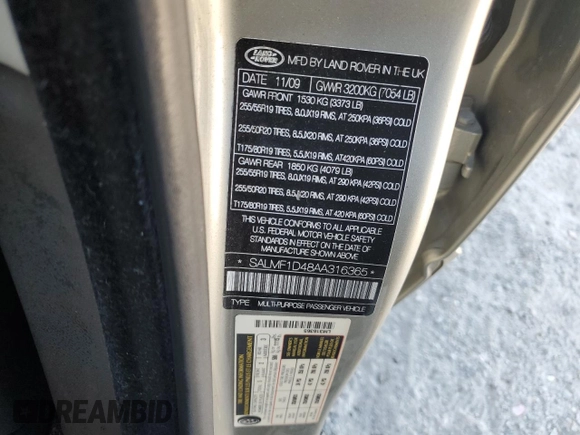 LAND ROVER
MFD BY LAND ROVER IN THE UK
DATE 11/09 GVWR 3200KG (7054 LB)
GAWR FRONT 1530 KG (3373 LB)
255/55R19 TIRES, 8.0JX19 RIMS, AT 250KPA (36PSI) COLD
255/50R20 TIRES, 8.5JX20 RIMS, AT 250KPA (36PSI) COLD
T175/80R19 TIRES, 5.5JX19 RIMS, AT420KPA (60PSI) COLD
GAWR REAR 1850 KG (4079 LB)
255/55R19 TIRES, 8.0JX19 RIMS, AT 290 KPA (42PSI) COLD
255/50R20 TIRES, 8.5JX20 RIMS, AT 290 KPA (42PSI) COLD
T175/80R19 TIRES, 5.5JX19 RIMS, AT 420 KPA (60PSI) COLD
THIS VEHICLE CONFORMS TO ALL APPLICABLE
U.S. FEDERAL MOTOR VEHICLE SAFETY
STANDARDS IN EFFECT ON THE DATE OF
MANUFACTURE SHOWN ABOVE
* SALMF1D48AA316365 *
TYPE: MULTI-PURPOSE PASSENGER VEHICLE
DREAMBID